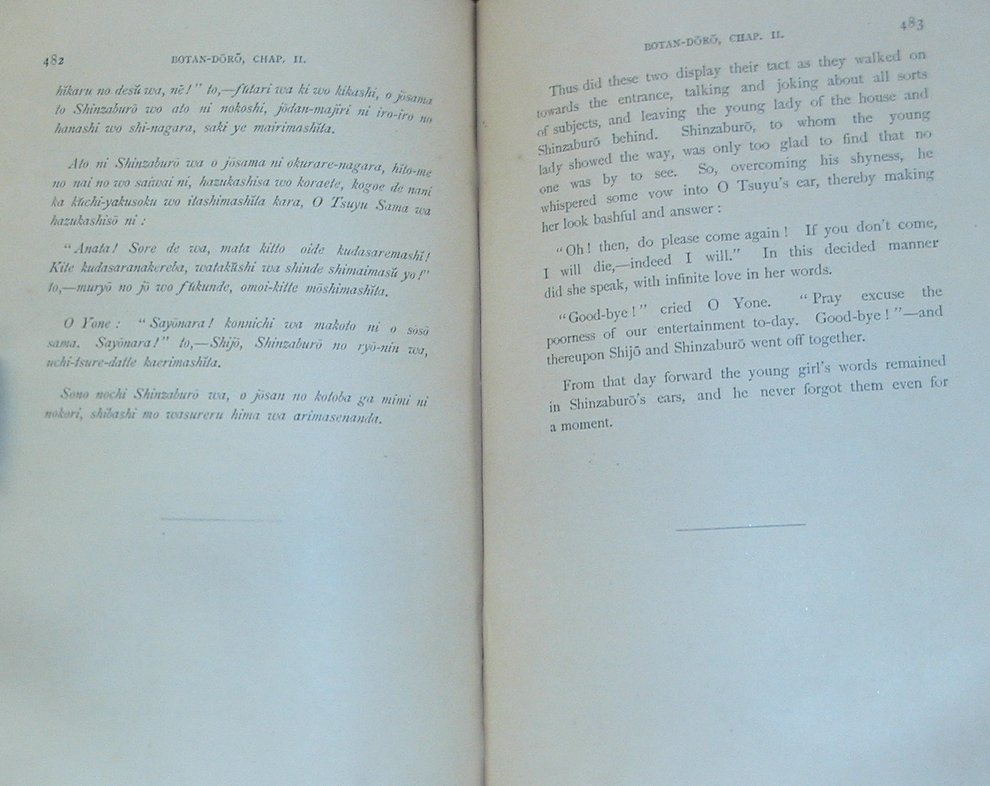 482
BOTAN-DŌRŌ, CHAP. II.
hĭkaru no desŭ wa, nē!" to,—fŭtari wa ki wo kikashi, o jōsama
to Shinzaburō wo ato ni nokoshi, jōdan-majiri ni iro-iro no
hanashi wo shi-nagara, saki ye mairimashĭta.
Ato ni Shinzaburō wa o jōsama ni okurare-nagara, hĭto-me
no nai no wo saiwai ni, hazukashisa wo koraete, kogoe de nani
ka kŭchi-yakusoku wo itashimashĭta kara, O Tsuyu Sama wa
hazukashisō ni :
"Anata! Sore de wa, mata kitto oide kudasaremashi!
Kite kudasaranakereba, watakŭshi wa shinde shimaimasŭ yo!"
to,—muryō no jō wo fŭkunde, omoi-kitte mōshimashĭta.
O Yone : "Sayōnara! konnichi wa makoto ni o sosō
sama. Sayōnara!" to,—Shijō, Shinzaburō no ryō-nin wa,
uchi-tsure-datte kaerimashĭta.
Sono nochi Shinzaburō wa, o jōsan no kotoba ga mimi ni
nokori, shibashi mo wasureru hima wa arimasenanda.
BOTAN-DŌRŌ, CHAP. II.
483
Thus did these two display their tact as they walked on
towards the entrance, talking and joking about all sorts
of subjects, and leaving the young lady of the house and
Shinzaburō behind. Shinzaburō, to whom the young
lady showed the way, was only too glad to find that no
one was by to see. So, overcoming his shyness, he
whispered some vow into O Tsuyu's ear, thereby making
her look bashful and answer :
"Oh! then, do please come again! If you don't come,
I will die,—indeed I will." In this decided manner
did she speak, with infinite love in her words.
"Good-bye!" cried O Yone. "Pray excuse the
poorness of our entertainment to-day. Good-bye!"—and
thereupon Shijō and Shinzaburō went off together.
From that day forward the young girl's words remained
in Shinzaburō's ears, and he never forgot them even for
a moment.